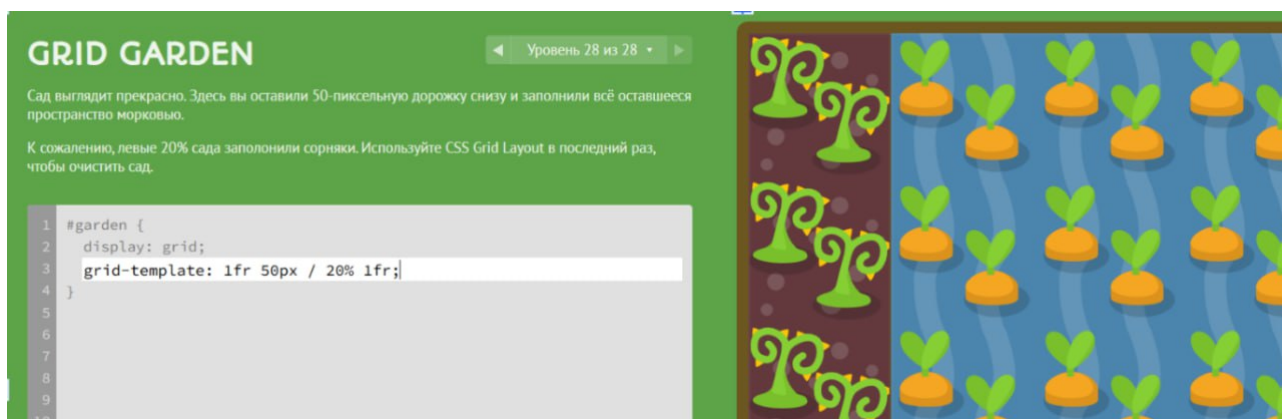 GRID GARDEN
Уровень 28 из 28
Сад выглядит прекрасно. Здесь вы оставили 50-пиксельную дорожку снизу и заполнили всё оставшееся
пространство морковью.
К сожалению, левые 20% сада заполонили сорняки. Используйте CSS Grid Layout в последний раз,
чтобы очистить сад.
1 #garden {
2 display: grid;
3 grid-template: 1fr 50px / 20% 1fr;
4 }
5
6
7
8
9